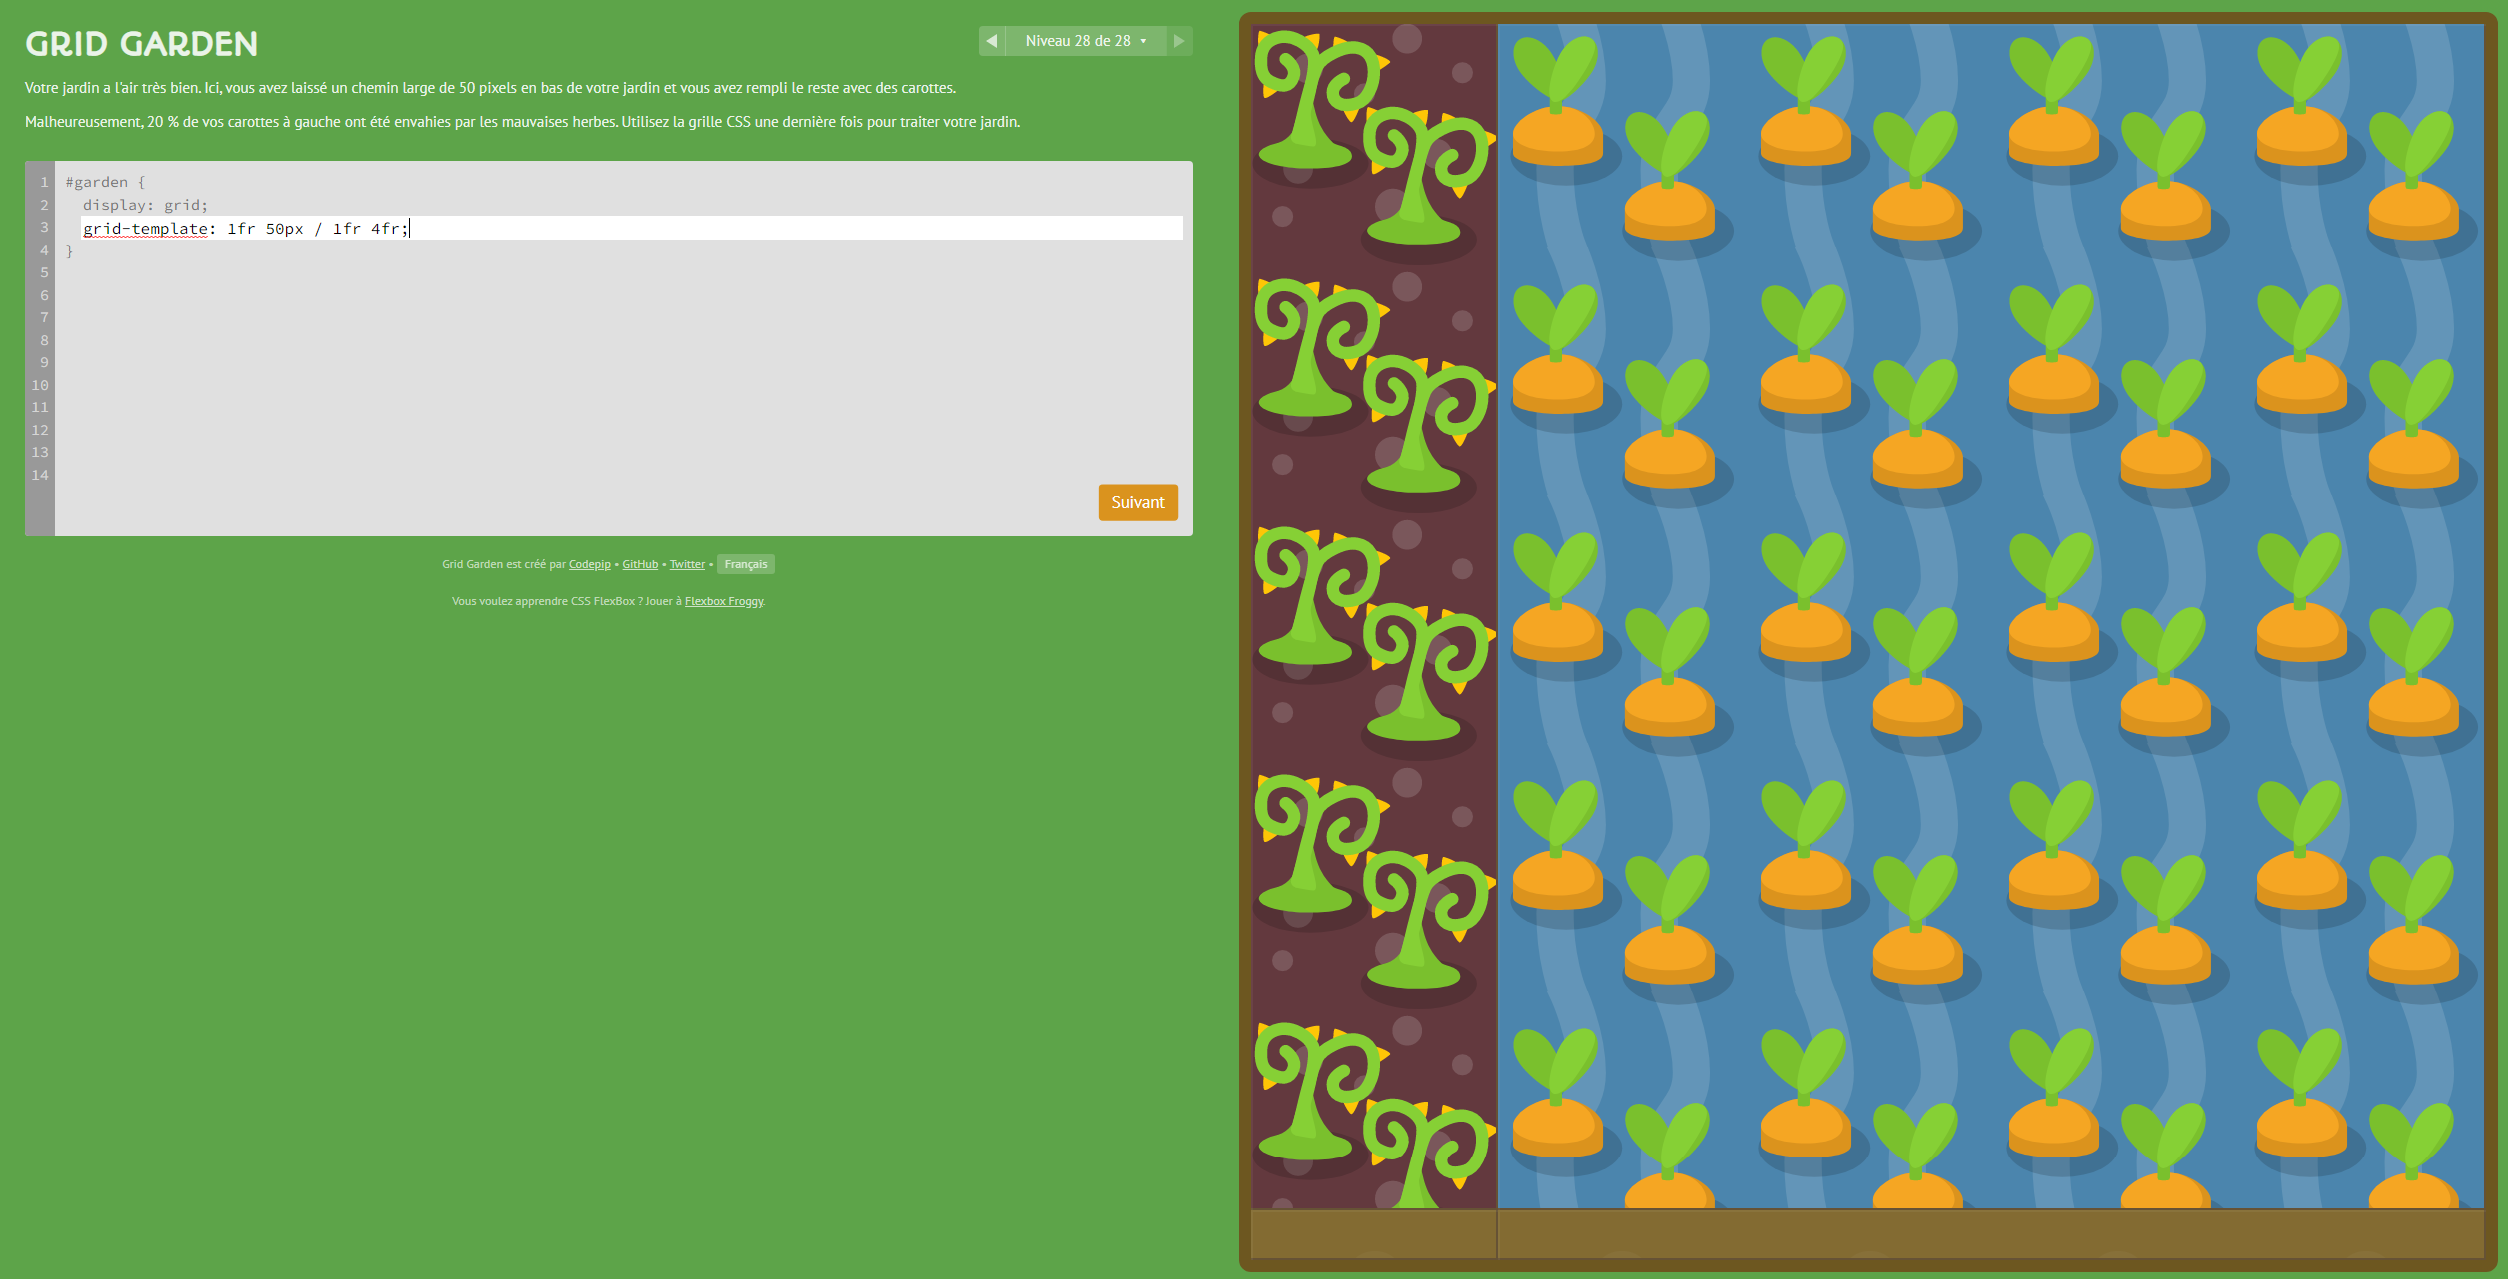 GRID GARDEN
◀ Niveau 28 de 28 ▾ ▶
Votre jardin a l'air très bien. Ici, vous avez laissé un chemin large de 50 pixels en bas de votre jardin et vous avez rempli le reste avec des carottes.
Malheureusement, 20 % de vos carottes à gauche ont été envahies par les mauvaises herbes. Utilisez la grille CSS une dernière fois pour traiter votre jardin.
1 #garden {
2 display: grid;
3 grid-template: 1fr 50px / 1fr 4fr;
4 }
5
6
7
8
9
10
11
12
13
14
Suivant
Grid Garden est créé par Codepip • GitHub • Twitter • Français
Vous voulez apprendre CSS FlexBox ? Jouer à Flexbox Froggy.